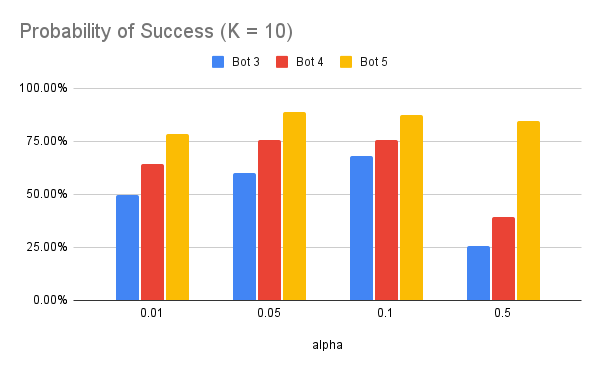 Probability of Success (K = 10)
Bot 3 Bot 4 Bot 5
100.00%
75.00%
50.00%
25.00%
0.00%
0.01 0.05 0.1 0.5
alpha